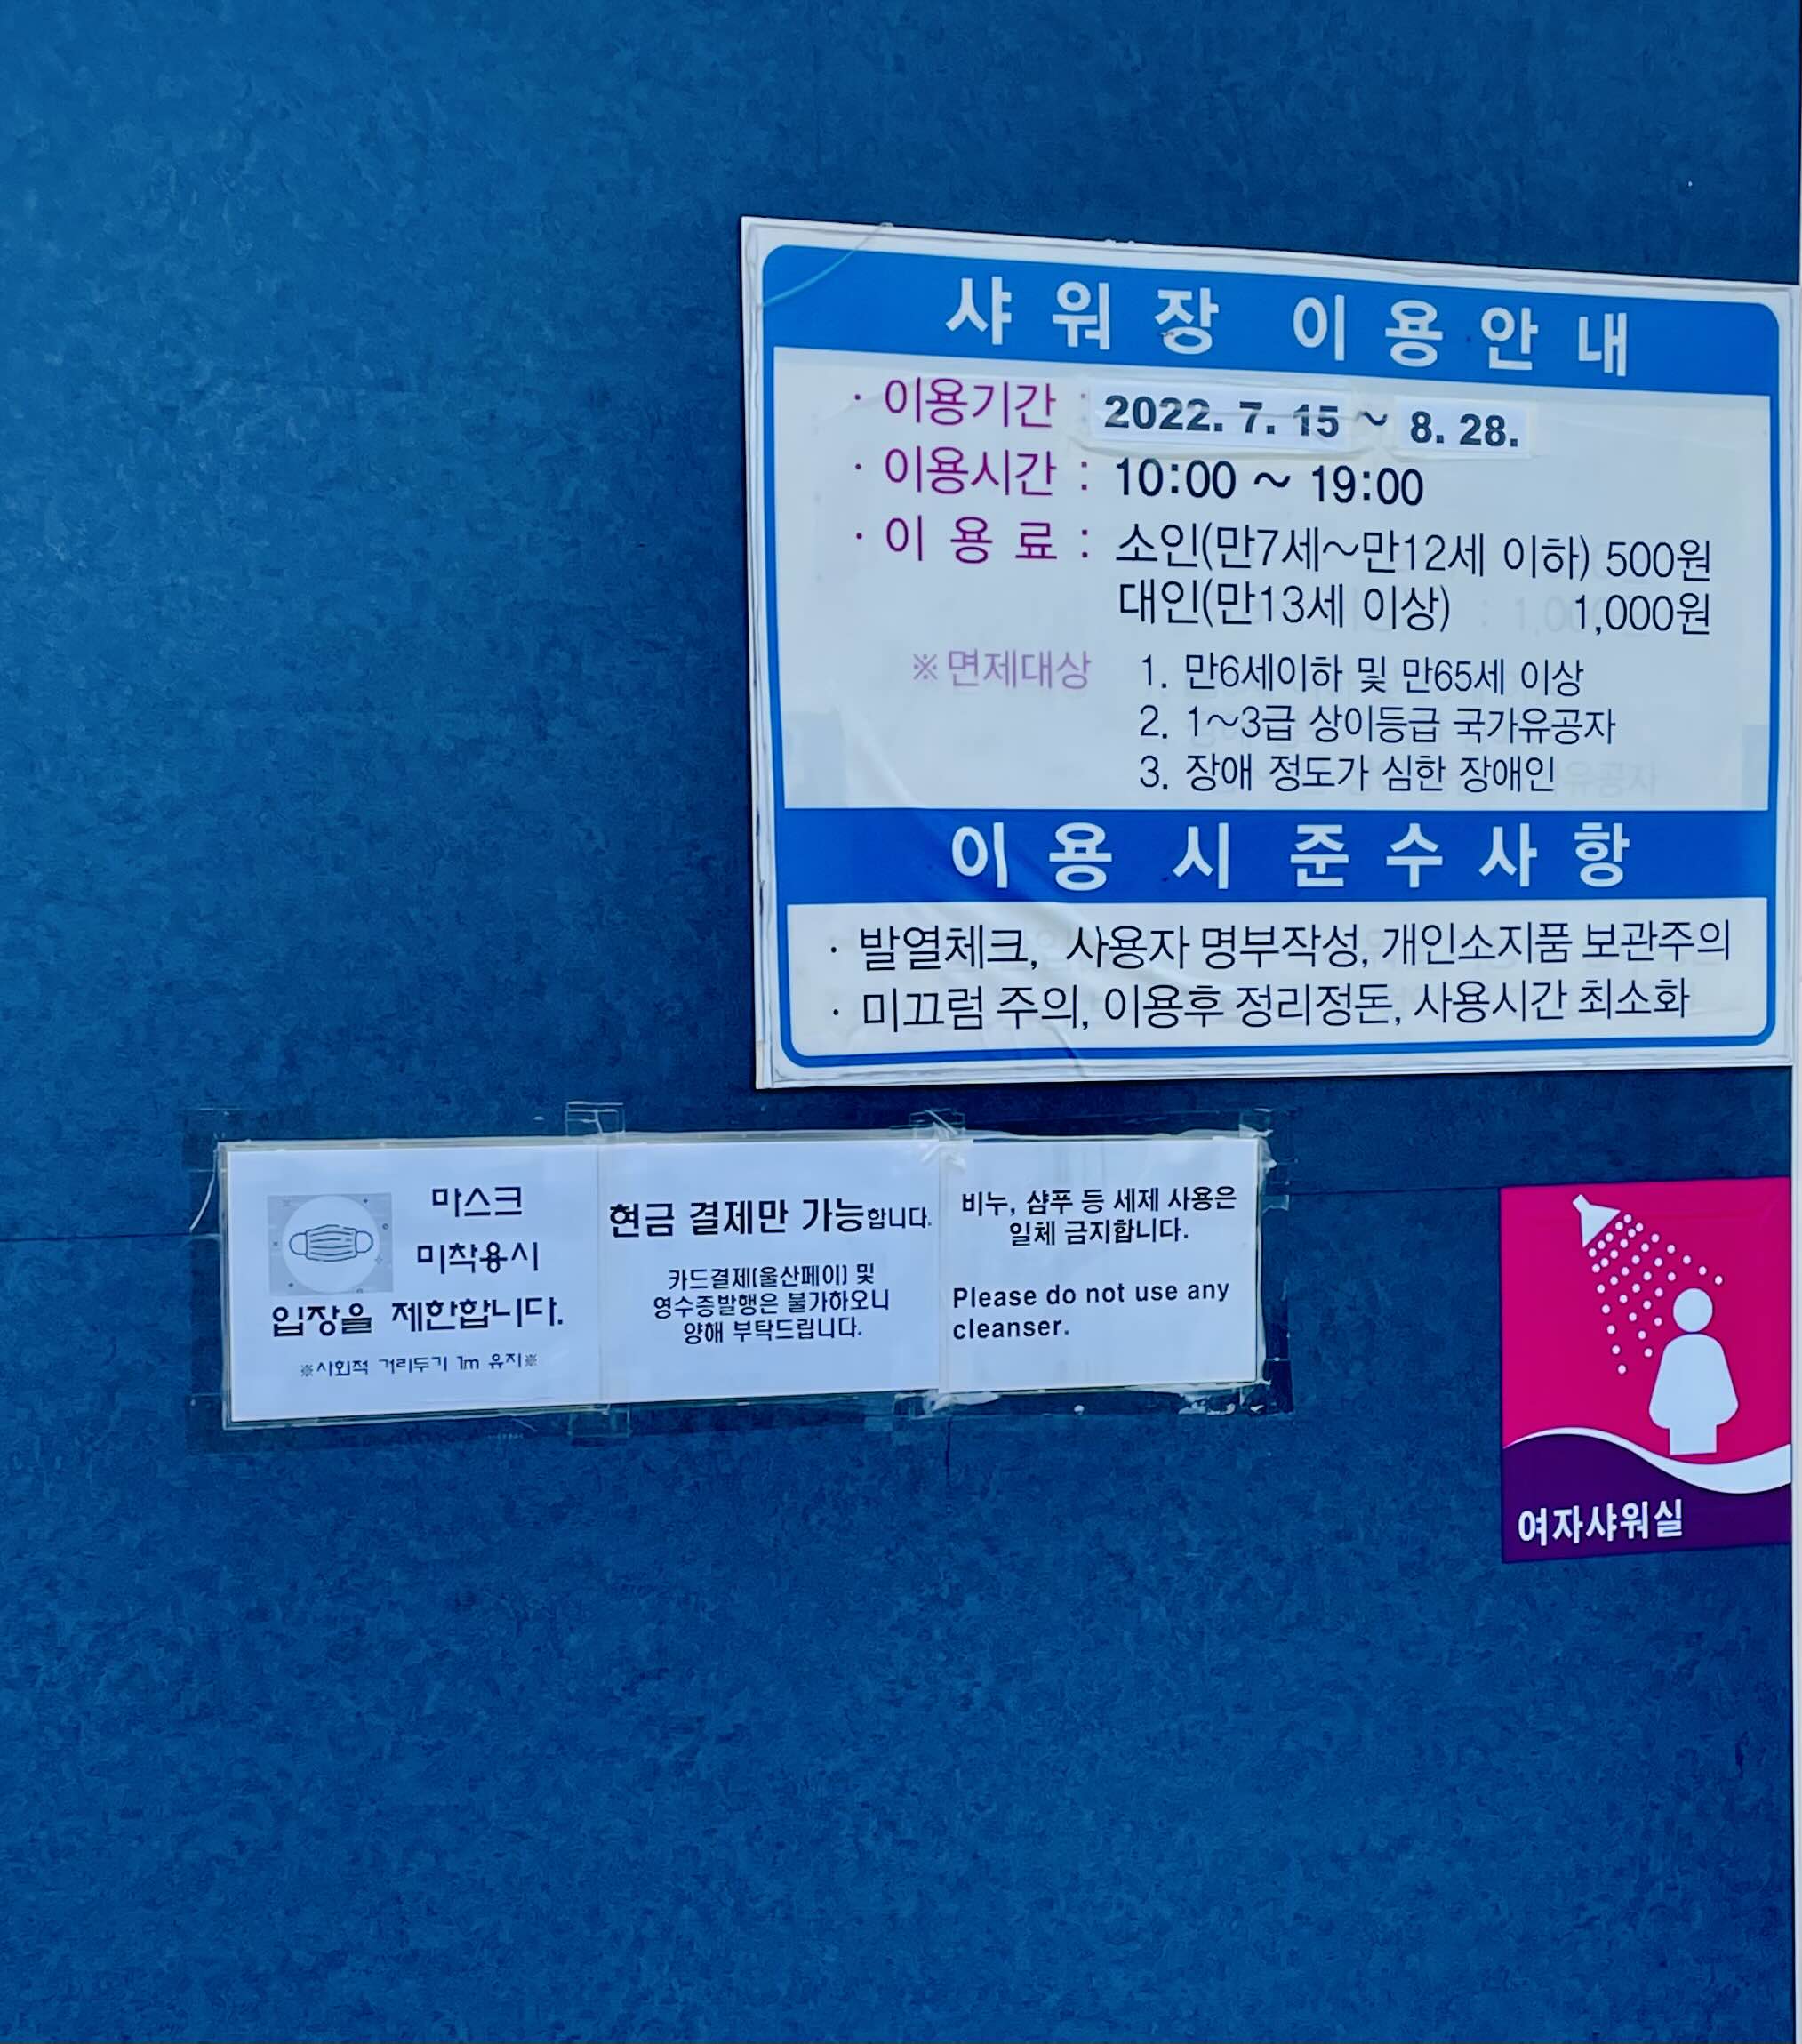 샤워장 이용안내
· 이용기간 : 2022. 7. 15 ~ 8. 28.
· 이용시간 : 10:00 ~ 19:00
· 이용료 : 소인(만7세~만12세 이하) 500원
대인(만13세 이상) 1,000원
※면제대상 1. 만6세이하 및 만65세 이상
2. 1~3급 상이등급 국가유공자
3. 장애 정도가 심한 장애인
이용 시 준수사항
· 발열체크, 사용자 명부작성, 개인소지품 보관주의
· 미끄럼 주의, 이용후 정리정돈, 사용시간 최소화
마스크
미착용시
입장을 제한합니다.
※사회적 거리두기 1m 유지※
현금 결제만 가능합니다.
카드결제(울산페이) 및
영수증발행은 불가하오니
양해 부탁드립니다.
비누, 샴푸 등 세제 사용은
일체 금지합니다.
Please do not use any
cleanser.
여자샤워실